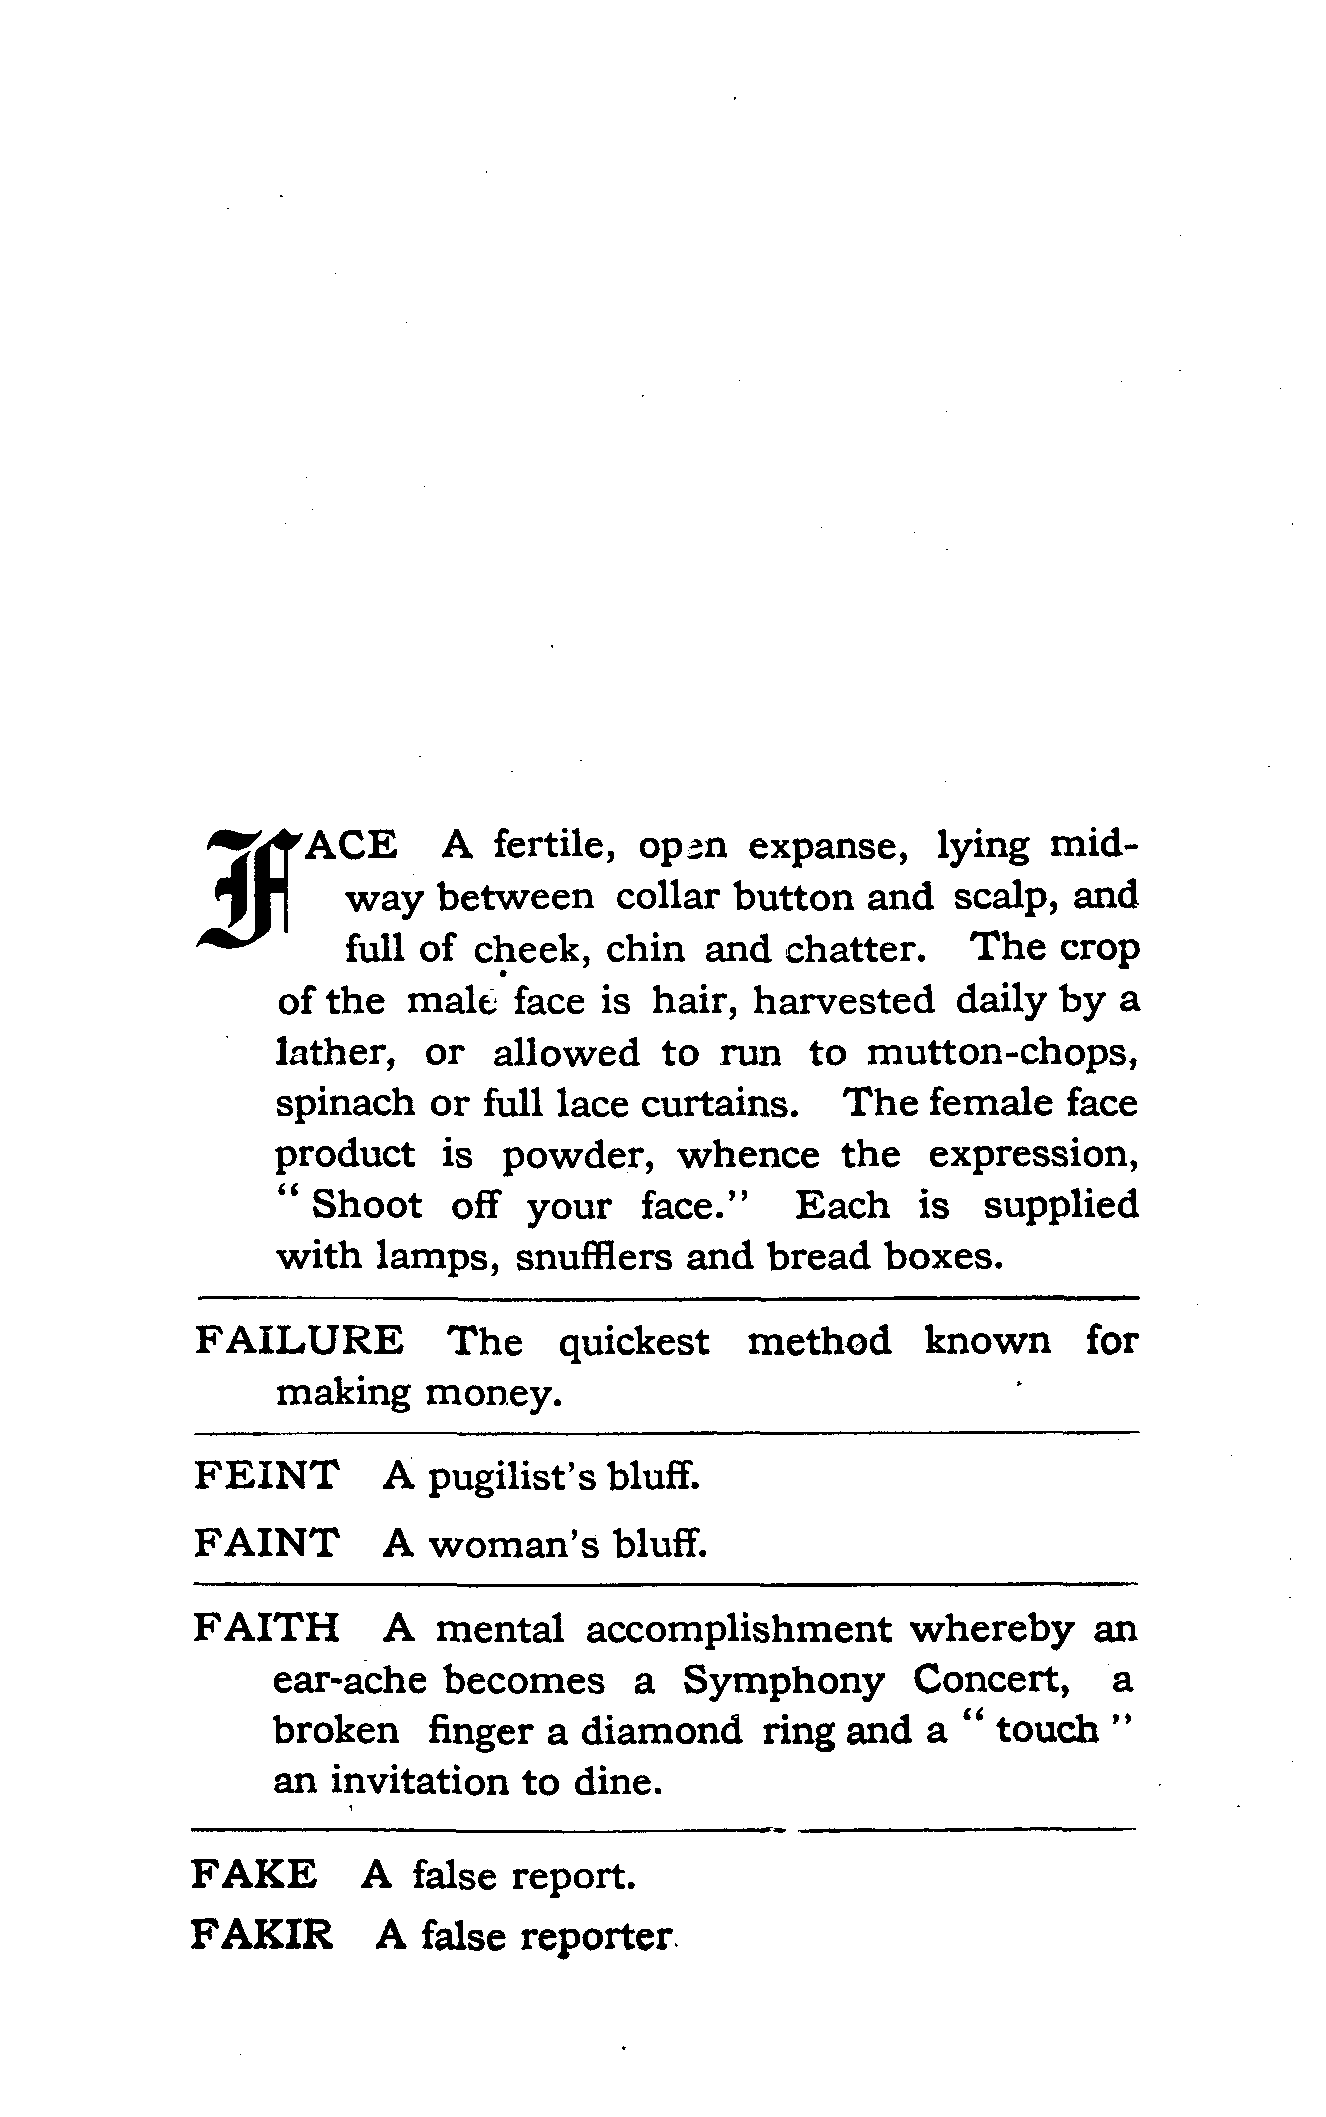 FACE A fertile, open expanse, lying mid-
way between collar button and scalp, and
full of cheek, chin and chatter. The crop
of the male face is hair, harvested daily by a
lather, or allowed to run to mutton-chops,
spinach or full lace curtains. The female face
product is powder, whence the expression,
“ Shoot off your face.” Each is supplied
with lamps, snufflers and bread boxes.
FAILURE The quickest method known for
making money.
FEINT A pugilist’s bluff.
FAINT A woman’s bluff.
FAITH A mental accomplishment whereby an
ear-ache becomes a Symphony Concert, a
broken finger a diamond ring and a “ touch ”
an invitation to dine.
FAKE A false report.
FAKIR A false reporter.